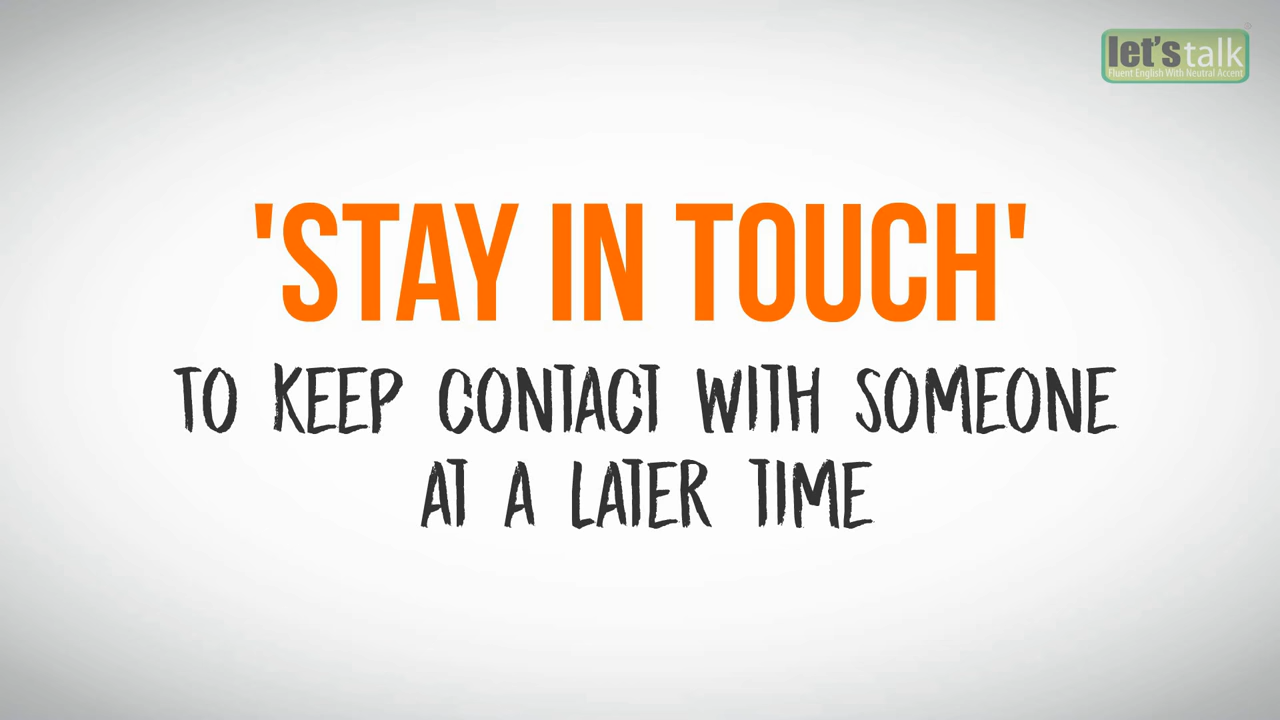 let's talk
Fluent English With Neutral Accent
'STAY IN TOUCH'
TO KEEP CONTACT WITH SOMEONE
AT A LATER TIME